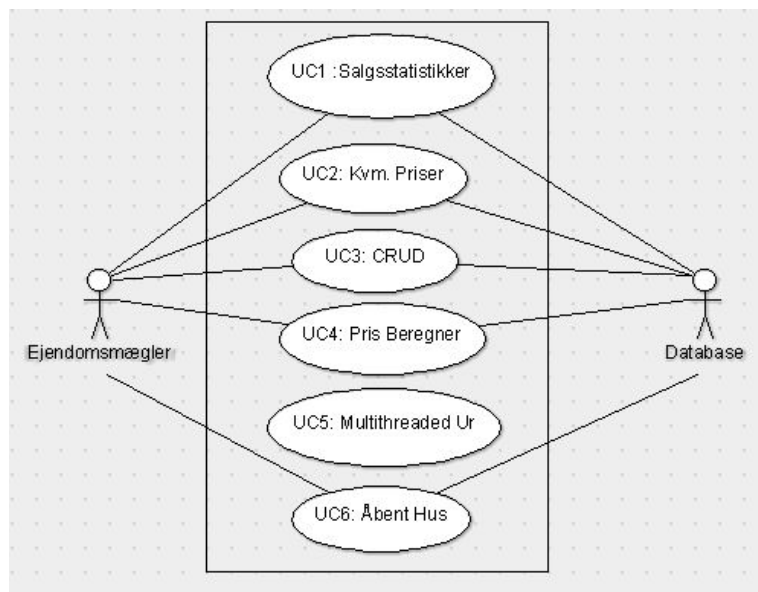 UC1 :Salgsstatistikker
UC2: Kvm. Priser
UC3: CRUD
UC4: Pris Beregner
Ejendomsmægler
Database
UC5: Multithreaded Ur
UC6: Åbent Hus